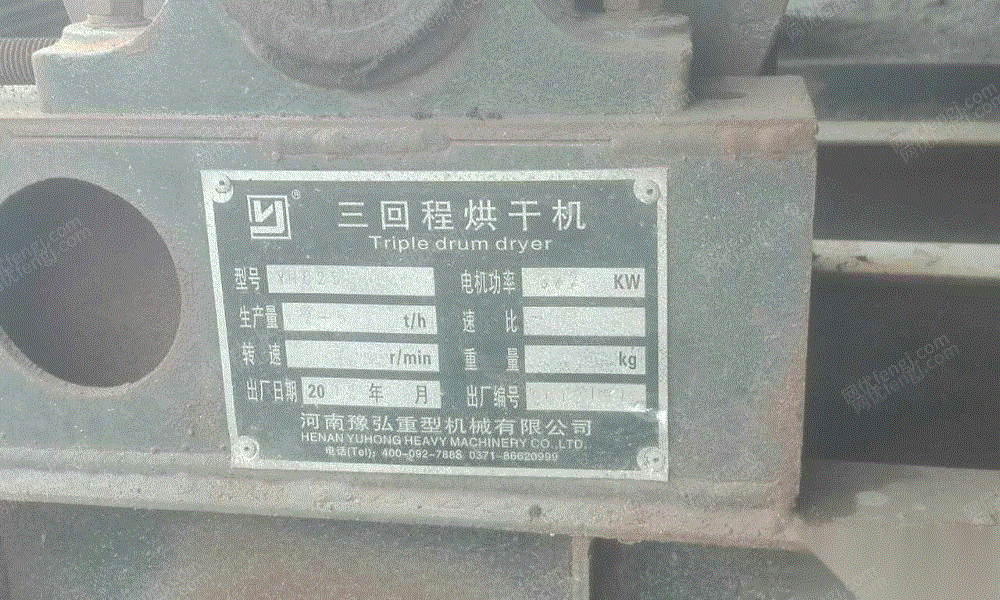 YJ ®
三回程烘干机
Triple drum dryer
型号 电机功率 KW
生产量 t/h 速比
转速 r/min 重量 kg
出厂日期 20 年 月 出厂编号
河南豫弘重型机械有限公司
HENAN YUHONG HEAVY MACHINERY CO.,LTD.
电话(Tel): 400-092-7888 0371-86620999